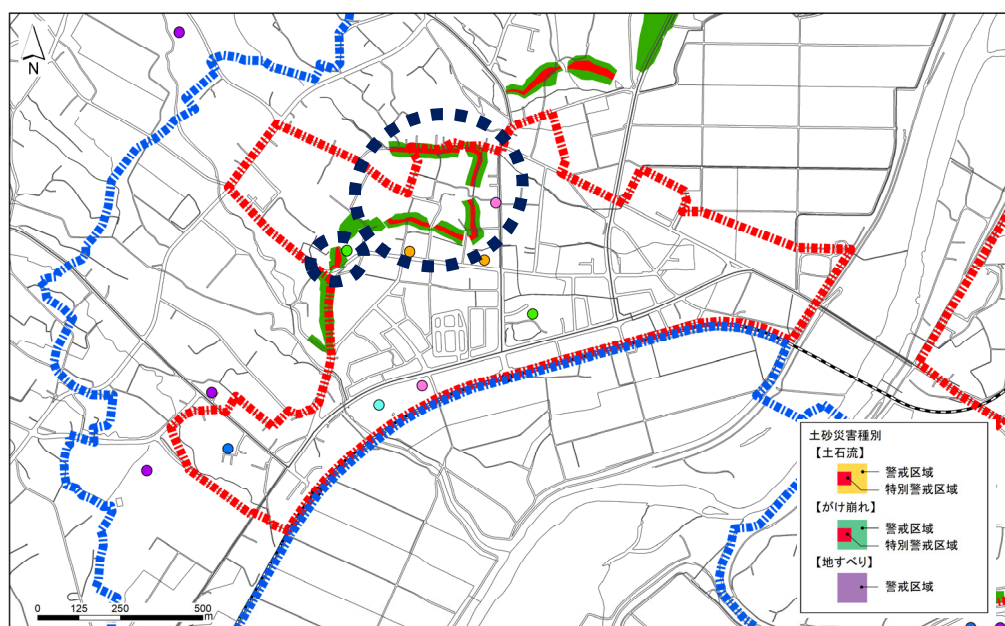 N
土砂災害種別
【土石流】
警戒区域
特別警戒区域
【がけ崩れ】
警戒区域
特別警戒区域
【地すべり】
警戒区域
0 125 250 500
m